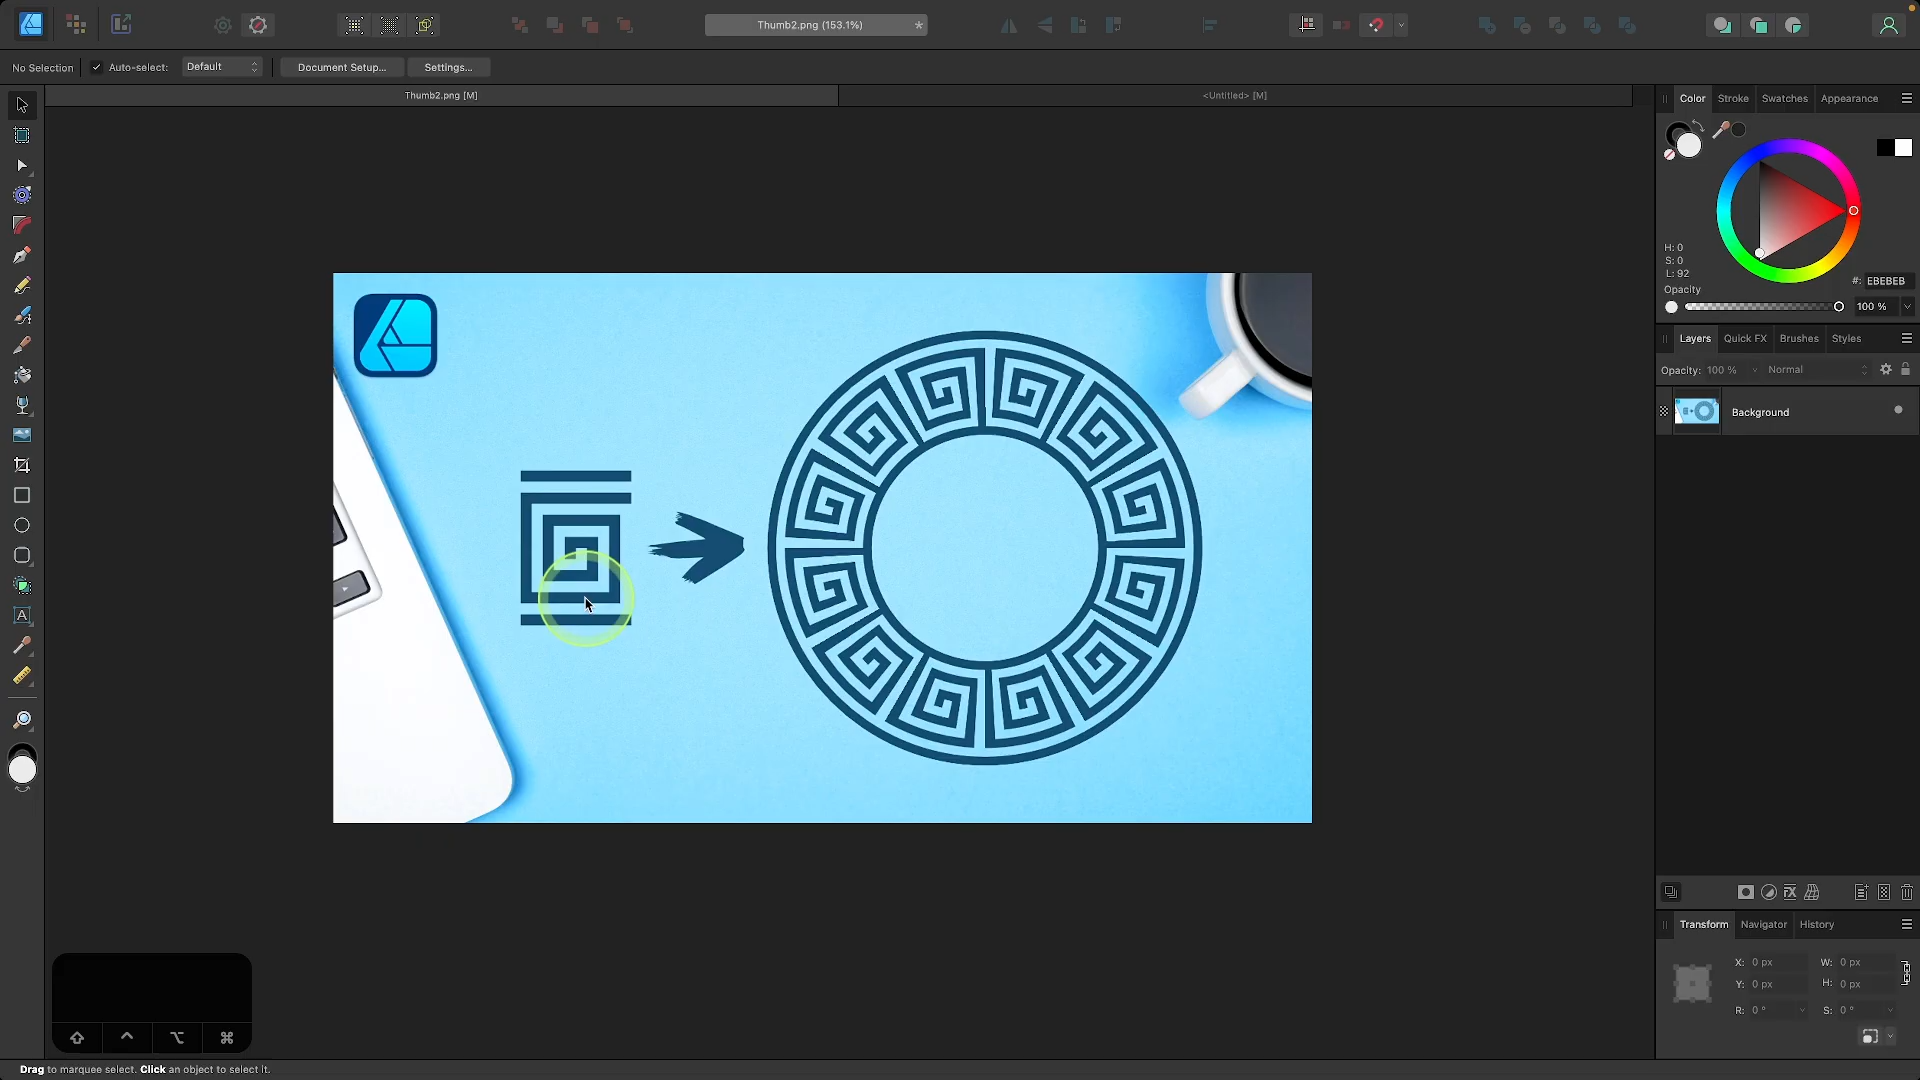 Thumb2.png (153.1%)
*
No Selection
Auto-select:
Default
Document Setup...
Settings...
Thumb2.png [M]
<Untitled> [M]
Color
Stroke
Swatches
Appearance
H: 0
S: 0
L: 92
#: EBEBEB
Opacity
100 %
Layers
Quick FX
Brushes
Styles
Opacity: 100 %
Normal
Background
Transform
Navigator
History
X: 0 px
W: 0 px
Y: 0 px
H: 0 px
R: 0 °
S: 0 °
Drag to marquee select. Click an object to select it.